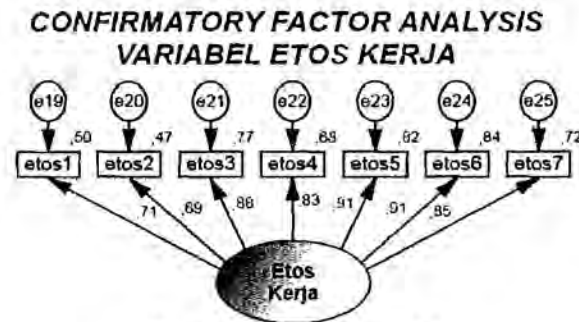 CONFIRMATORY FACTOR ANALYSIS
VARIABEL ETOS KERJA
e19 e20 e21 e22 e23 e24 e25
,50 ,47 ,77 ,68 ,82 ,84 ,72
etos1 etos2 etos3 etos4 etos5 etos6 etos7
,71 ,69 ,88 ,83 ,91 ,91 ,85
Etos
Kerja